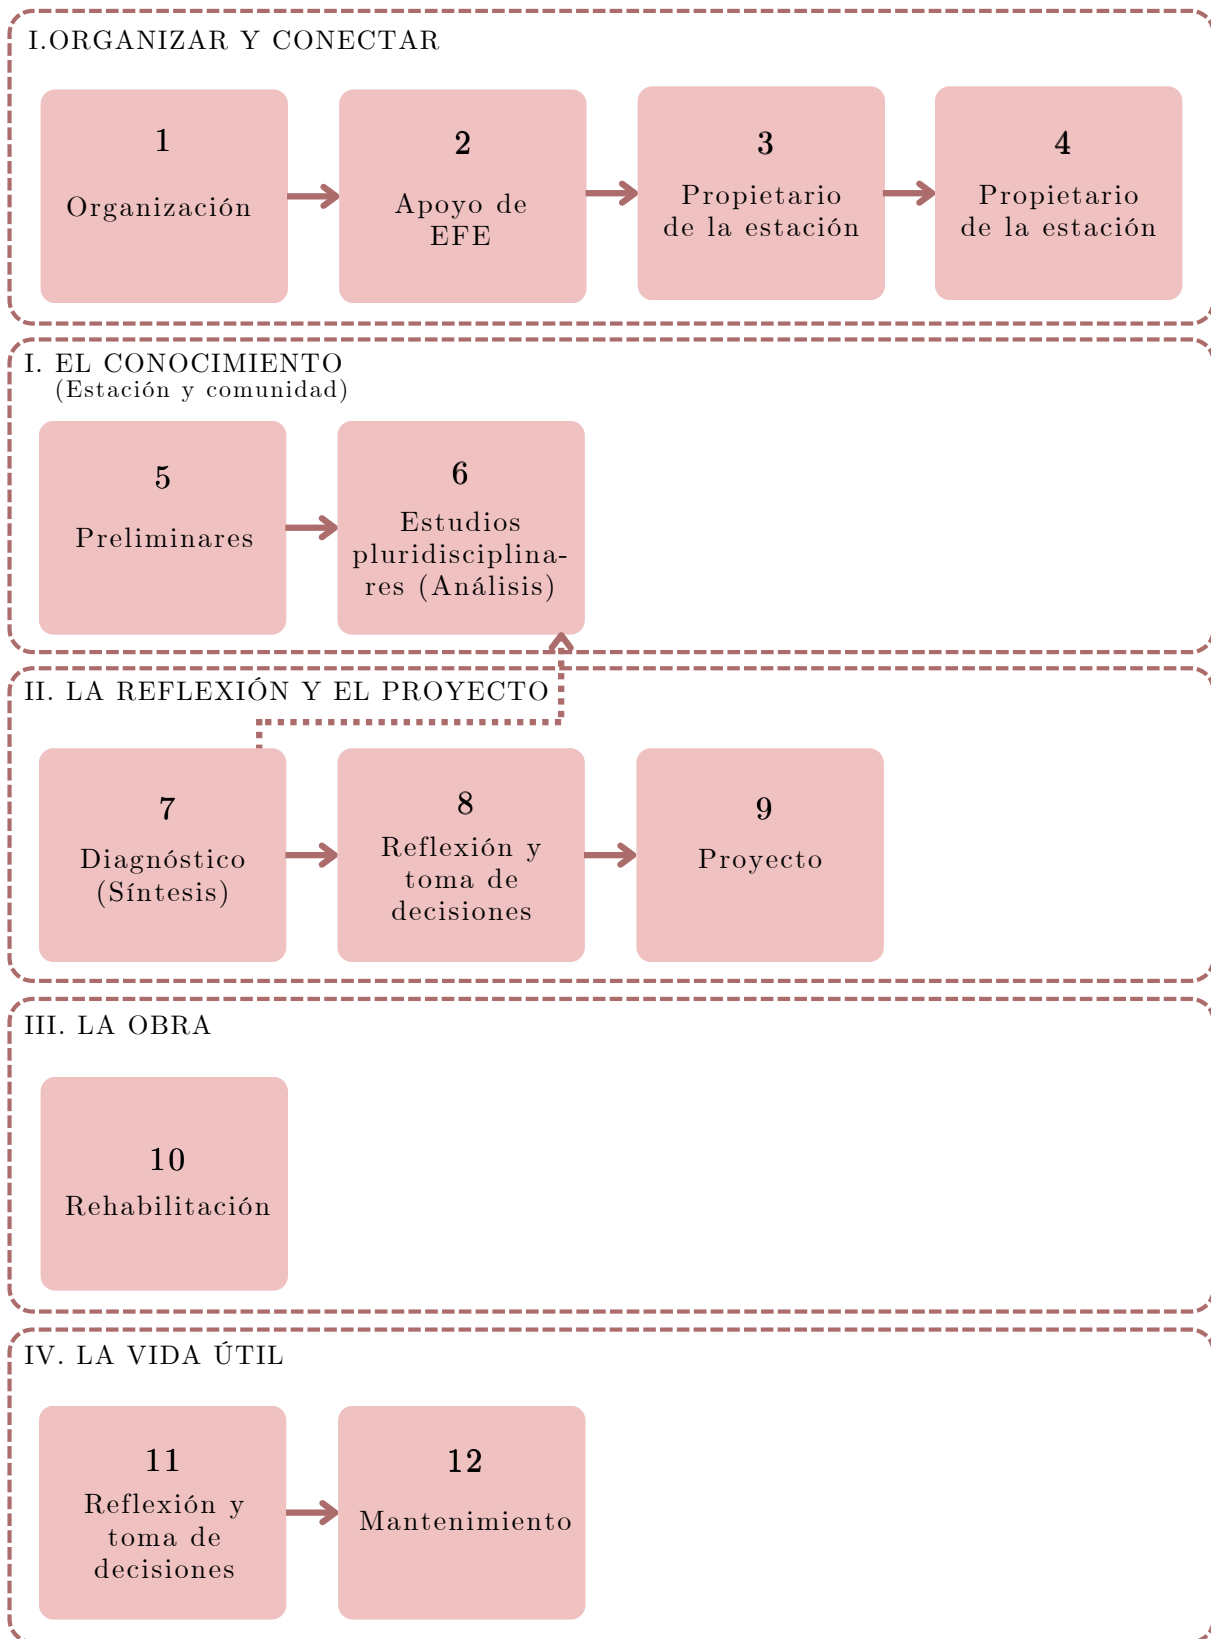 I.ORGANIZAR Y CONECTAR
1
Organización
2
Apoyo de
EFE
3
Propietario
de la estación
4
Propietario
de la estación
I. EL CONOCIMIENTO
(Estación y comunidad)
5
Preliminares
6
Estudios
pluridisciplina-
res (Análisis)
II. LA REFLEXIÓN Y EL PROYECTO
7
Diagnóstico
(Síntesis)
8
Reflexión y
toma de
decisiones
9
Proyecto
III. LA OBRA
10
Rehabilitación
IV. LA VIDA ÚTIL
11
Reflexión y
toma de
decisiones
12
Mantenimiento